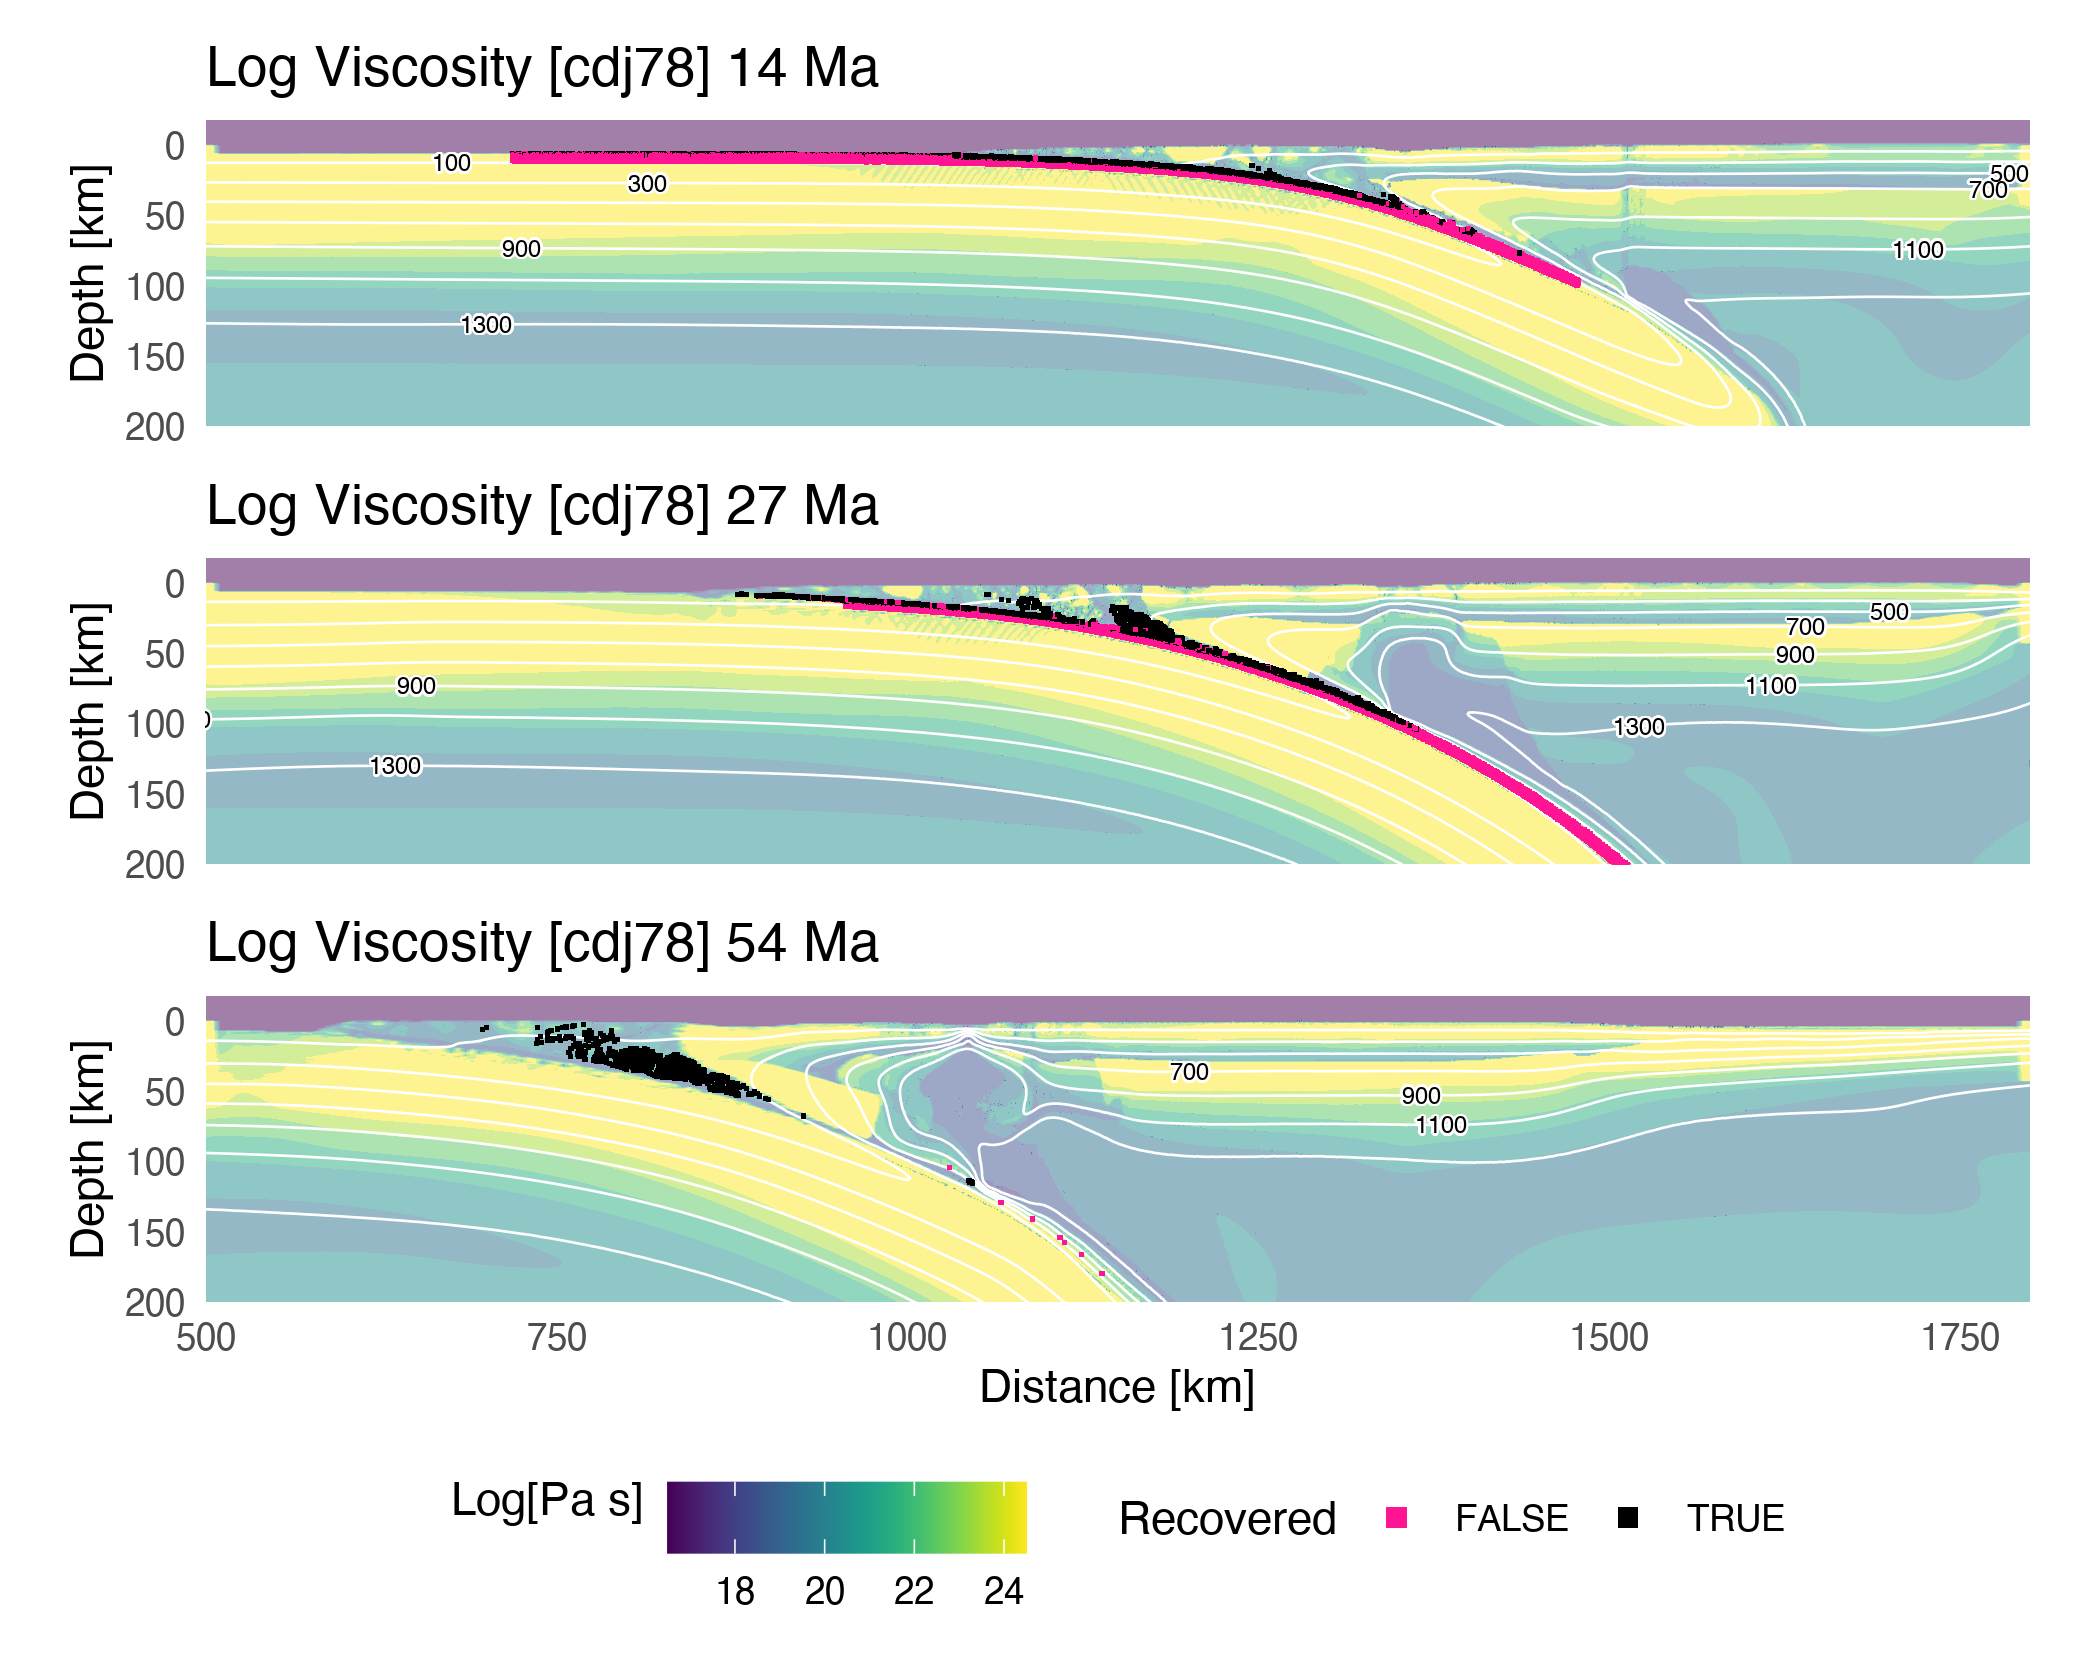 Log Viscosity [cdj78] 14 Ma
Depth [km]
0
50
100
150
200
100
300
900
1300
500
700
1100
Log Viscosity [cdj78] 27 Ma
Depth [km]
0
50
100
150
200
900
1300
500
700
900
1100
1300
Log Viscosity [cdj78] 54 Ma
Depth [km]
0
50
100
150
200
700
900
1100
500 750 1000 1250 1500 1750
Distance [km]
Log[Pa s]
18 20 22 24
Recovered FALSE TRUE